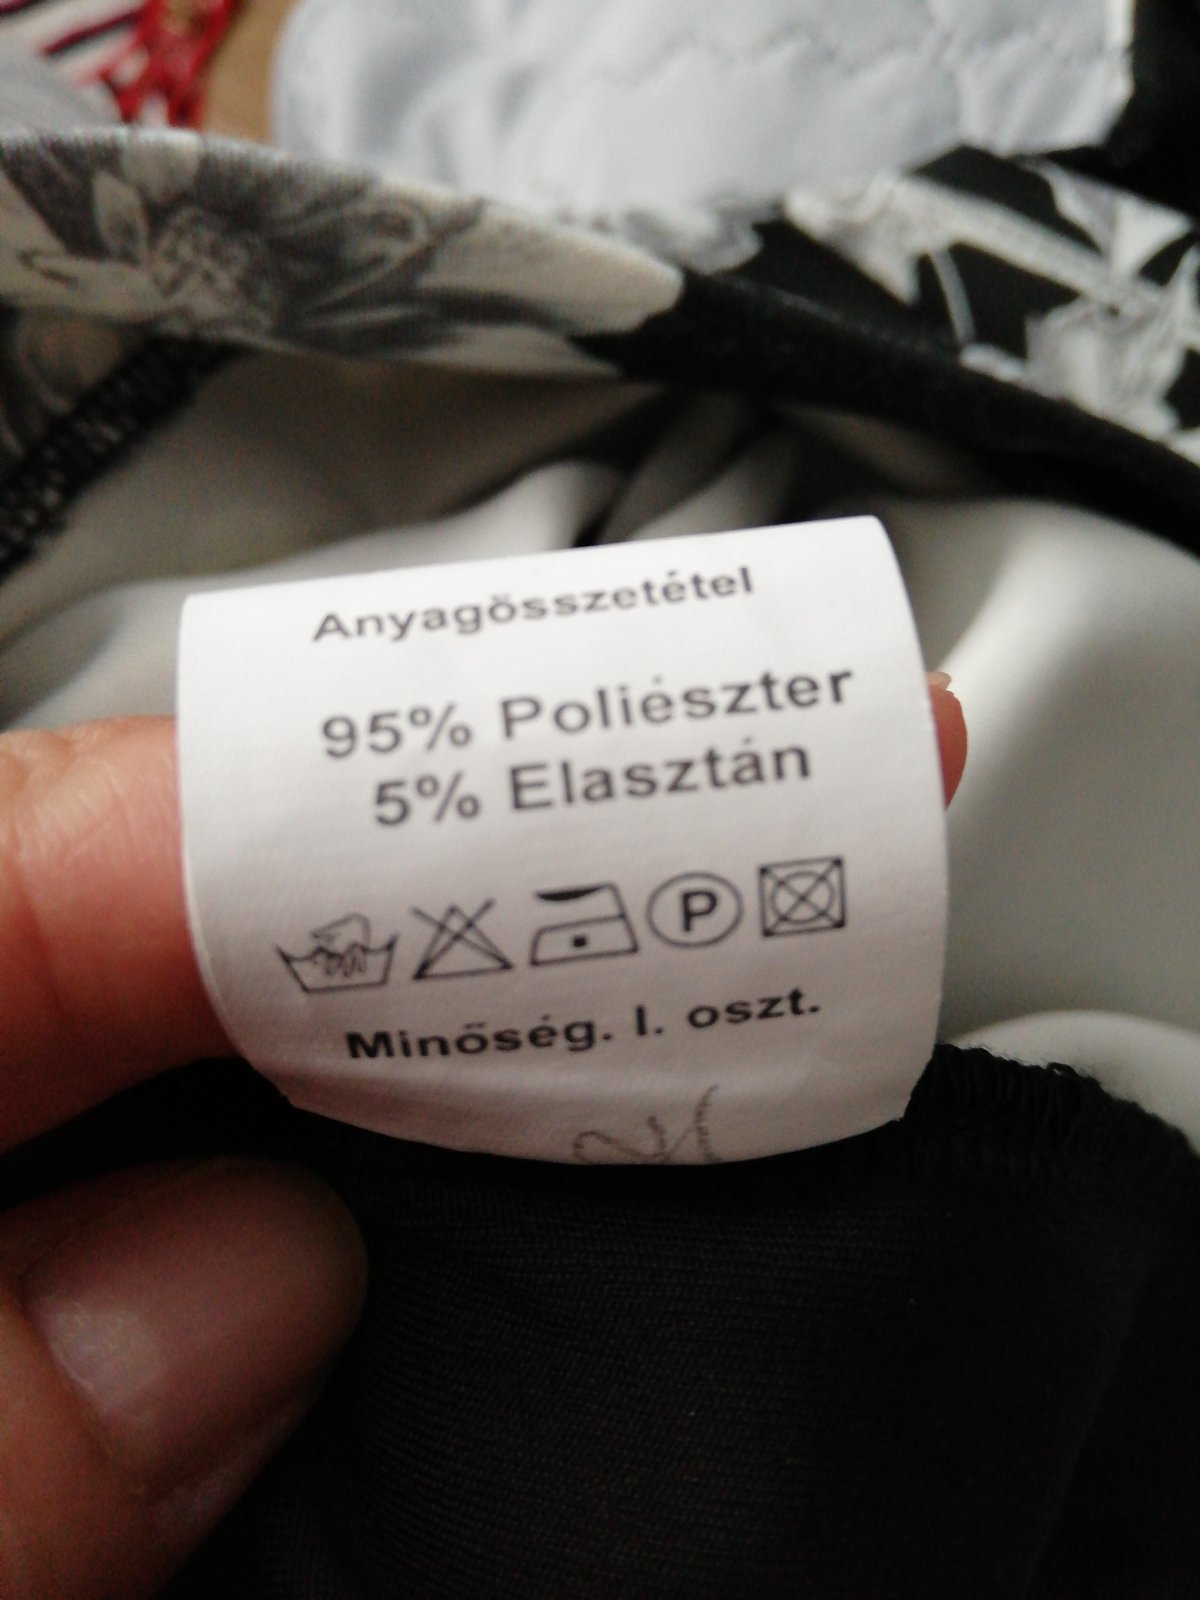 Anyagösszetétel
95% Poliészter
5% Elasztán
P
Minőség. I. oszt.